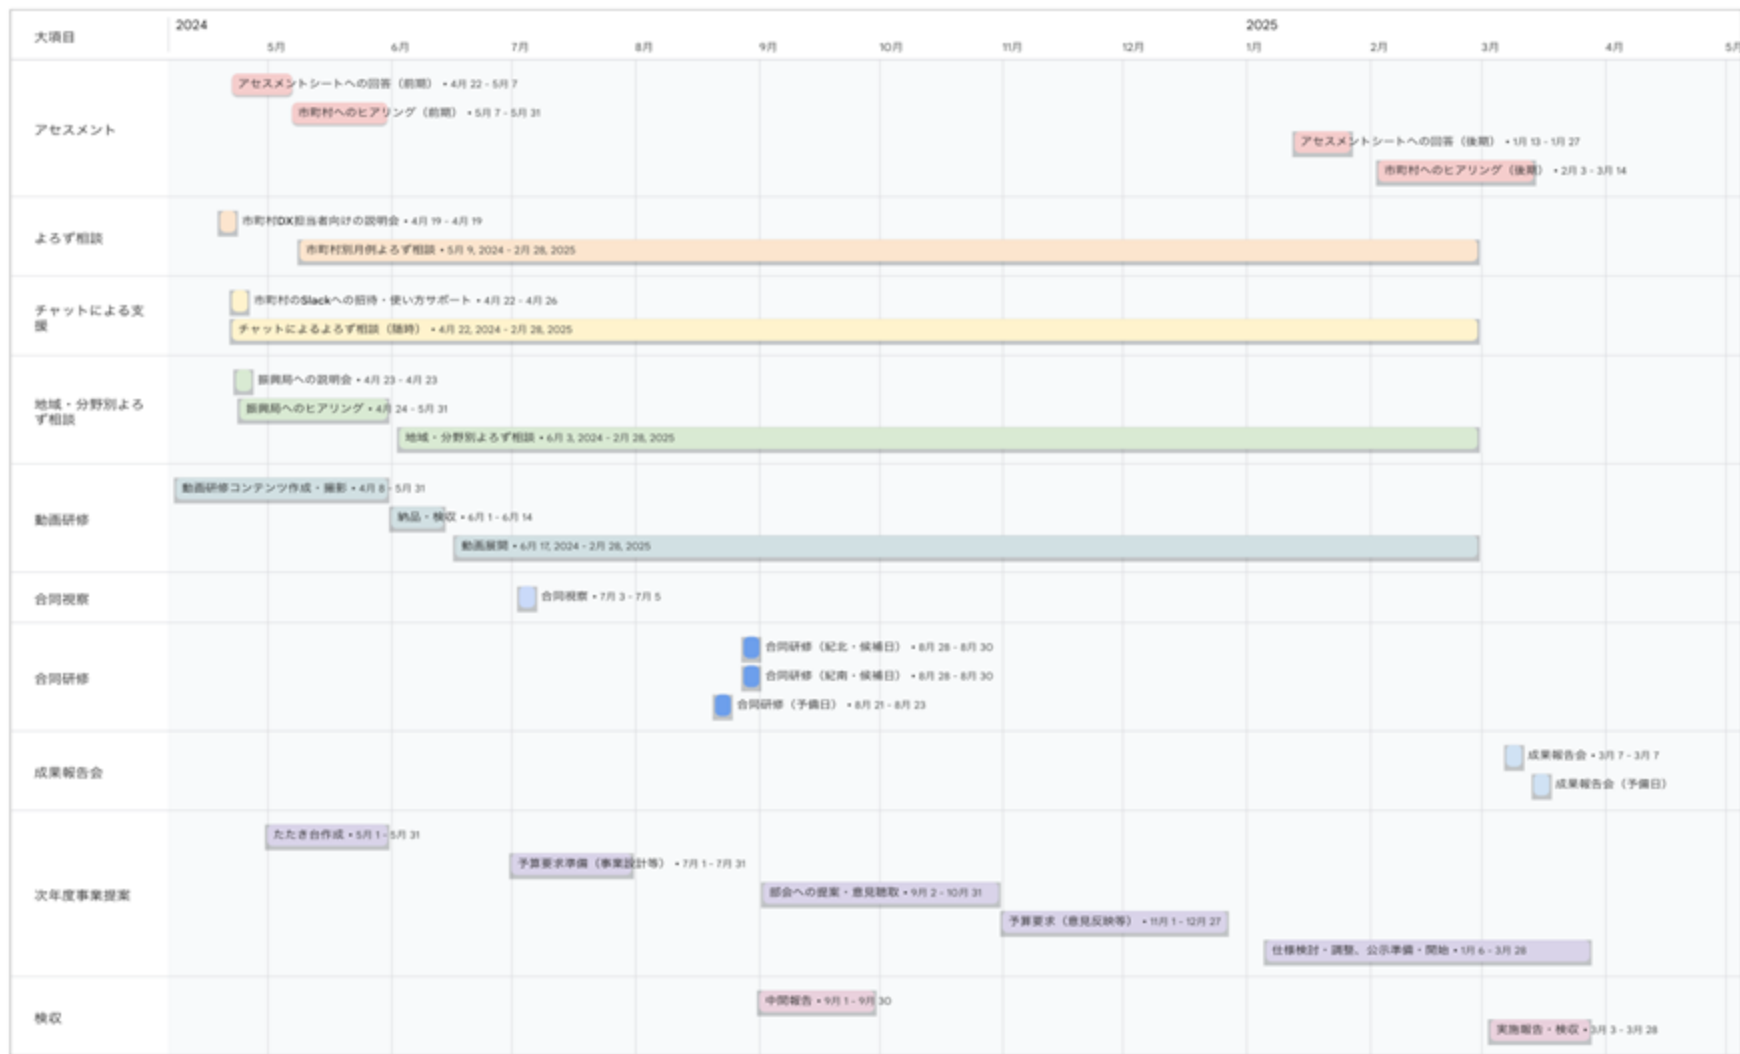 2024
2025
大項目
5月
6月
7月
8月
9月
10月
11月
12月
1月
2月
3月
4月
5月
アセスメント
アセスメントシートへの回答（前期） • 4月 22 - 5月 7
市町村へのヒアリング（前期） • 5月 7 - 5月 31
アセスメントシートへの回答（後期） • 1月 13 - 1月 27
市町村へのヒアリング（後期） • 2月 3 - 3月 14
よろず相談
市町村DX担当者向けの説明会 • 4月 19 - 4月 19
市町村別月例よろず相談 • 5月 9, 2024 - 2月 28, 2025
チャットによる支
援
市町村のSlackへの招待・使い方サポート • 4月 22 - 4月 26
チャットによるよろず相談（随時） • 4月 22, 2024 - 2月 28, 2025
地域・分野別よろ
ず相談
振興局への説明会 • 4月 23 - 4月 23
振興局へのヒアリング • 4月 24 - 5月 31
地域・分野別よろず相談 • 6月 3, 2024 - 2月 28, 2025
動画研修
動画研修コンテンツ作成・撮影 • 4月 8 - 5月 31
納品・検収 • 6月 1 - 6月 14
動画展開 • 6月 17, 2024 - 2月 28, 2025
合同視察
合同視察 • 7月 3 - 7月 5
合同研修
合同研修（紀北・候補日） • 8月 28 - 8月 30
合同研修（紀南・候補日） • 8月 28 - 8月 30
合同研修（予備日） • 8月 21 - 8月 23
成果報告会
成果報告会 • 3月 7 - 3月 7
成果報告会（予備日）
次年度事業提案
たたき台作成 • 5月 1 - 5月 31
予算要求準備（事業設計等） • 7月 1 - 7月 31
部会への提案・意見聴取 • 9月 2 - 10月 31
予算要求（意見反映等） • 11月 1 - 12月 27
仕様検討・調整、公示準備・開始 • 1月 6 - 3月 28
検収
中間報告 • 9月 1 - 9月 30
実施報告・検収 • 3月 3 - 3月 28